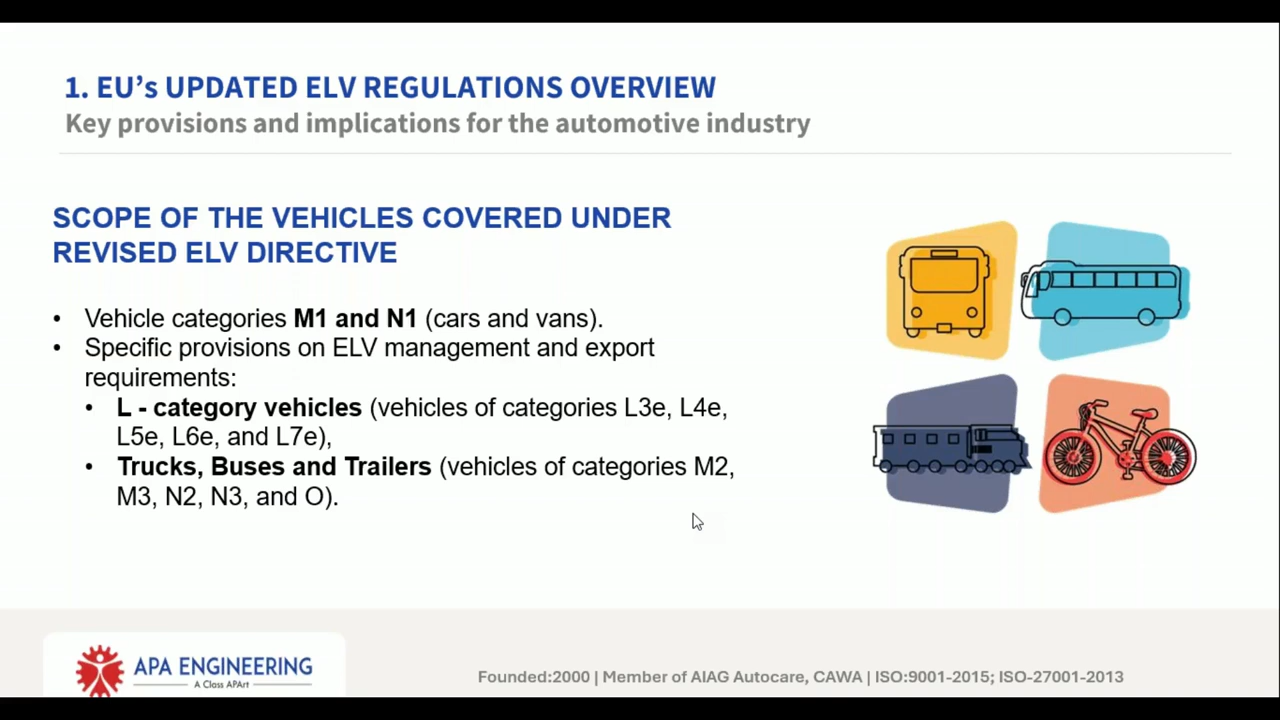 1. EU’s UPDATED ELV REGULATIONS OVERVIEW
Key provisions and implications for the automotive industry
SCOPE OF THE VEHICLES COVERED UNDER
REVISED ELV DIRECTIVE
• Vehicle categories M1 and N1 (cars and vans).
• Specific provisions on ELV management and export
requirements:
• L - category vehicles (vehicles of categories L3e, L4e,
L5e, L6e, and L7e),
• Trucks, Buses and Trailers (vehicles of categories M2,
M3, N2, N3, and O).
APA ENGINEERING
A Class APArt
Founded:2000 | Member of AIAG Autocare, CAWA | ISO:9001-2015; ISO-27001-2013